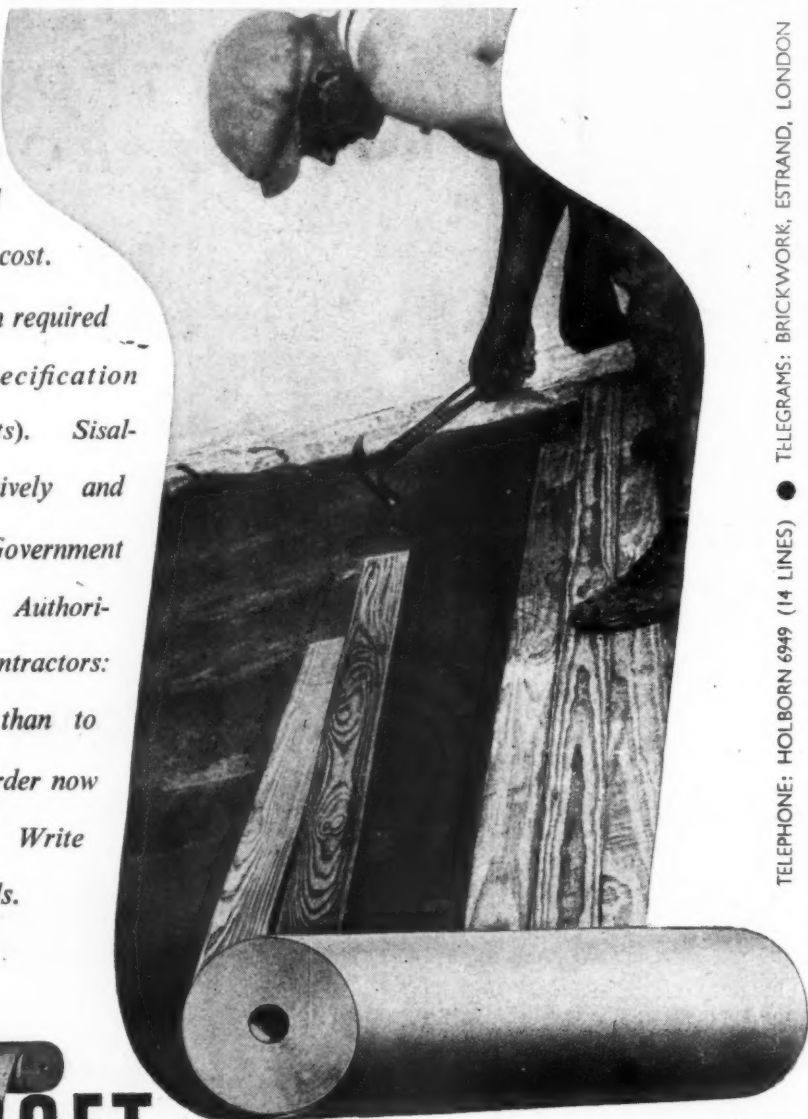 cost.
required
ecification
ts). Sisal-
ively and
Government
Authori-
ntractors:
than to
rder now
Write
ls.
TELEPHONE: HOLBORN 6949 (14 LINES) ● TELEGRAMS: BRICKWORK, ESTRAND, LONDON